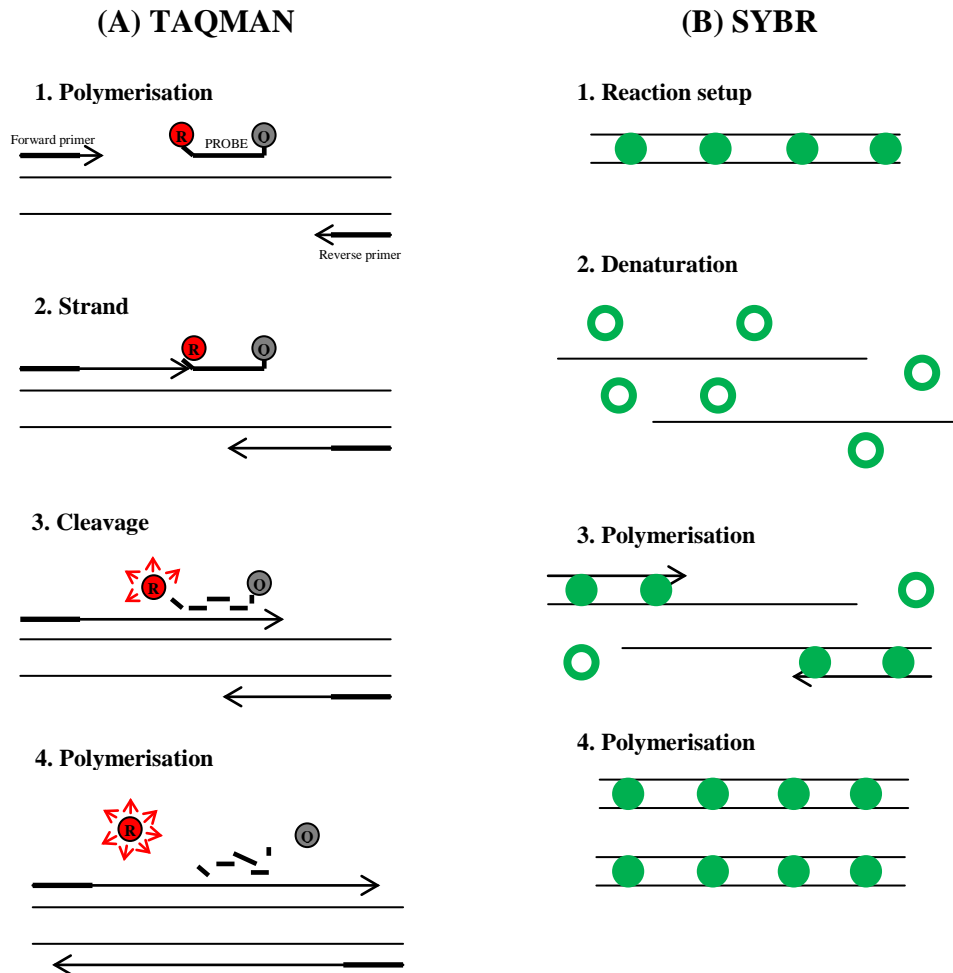 (A) TAQMAN
1. Polymerisation
Forward primer
R
PROBE
Q
Reverse primer
2. Strand
R
Q
3. Cleavage
R
Q
4. Polymerisation
R
Q
(B) SYBR
1. Reaction setup
2. Denaturation
3. Polymerisation
4. Polymerisation